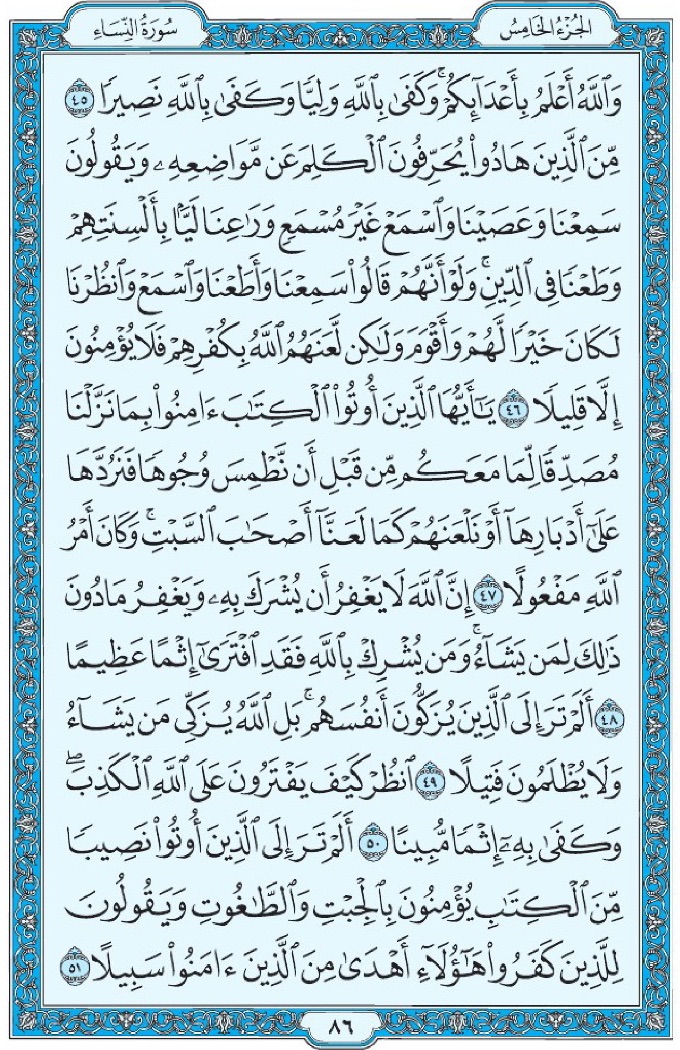 الجُزْءُ الخَامِسُ
سُورَةُ النِّسَاءِ
وَٱللَّهُ أَعْلَمُ بِأَعْدَآئِكُمْۚ وَكَفَىٰ بِٱللَّهِ وَلِيًّا وَكَفَىٰ بِٱللَّهِ نَصِيرًا ٤٥
مِّنَ ٱلَّذِينَ هَادُوا۟ يُحَرِّفُونَ ٱلْكَلِمَ عَن مَّوَاضِعِهِۦ وَيَقُولُونَ
سَمِعْنَا وَعَصَيْنَا وَٱسْمَعْ غَيْرَ مُسْمَعٍ وَرَٰعِنَا لَيًّۢا بِأَلْسِنَتِهِمْ
وَطَعْنًا فِى ٱلدِّينِۚ وَلَوْ أَنَّهُمْ قَالُوا۟ سَمِعْنَا وَأَطَعْنَا وَٱسْمَعْ وَٱنظُرْنَا
لَكَانَ خَيْرًا لَّهُمْ وَأَقْوَمَ وَلَٰكِن لَّعَنَهُمُ ٱللَّهُ بِكُفْرِهِمْ فَلَا يُؤْمِنُونَ
إِلَّا قَلِيلًا ٤٦ يَٰٓأَيُّهَا ٱلَّذِينَ أُوتُوا۟ ٱلْكِتَٰبَ ءَامِنُوا۟ بِمَا نَزَّلْنَا
مُصَدِّقًا لِّمَا مَعَكُم مِّن قَبْلِ أَن نَّطْمِسَ وُجُوهًا فَنَرُدَّهَا
عَلَىٰٓ أَدْبَارِهَآ أَوْ نَلْعَنَهُمْ كَمَا لَعَنَّآ أَصْحَٰبَ ٱلسَّبْتِۚ وَكَانَ أَمْرُ
ٱللَّهِ مَفْعُولًا ٤٧ إِنَّ ٱللَّهَ لَا يَغْفِرُ أَن يُشْرَكَ بِهِۦ وَيَغْفِرُ مَا دُونَ
ذَٰلِكَ لِمَن يَشَآءُۚ وَمَن يُشْرِكْ بِٱللَّهِ فَقَدِ ٱفْتَرَىٰٓ إِثْمًا عَظِيمًا
٤٨ أَلَمْ تَرَ إِلَى ٱلَّذِينَ يُزَكُّونَ أَنفُسَهُمۚ بَلِ ٱللَّهُ يُزَكِّى مَن يَشَآءُ
وَلَا يُظْلَمُونَ فَتِيلًا ٤٩ ٱنظُرْ كَيْفَ يَفْتَرُونَ عَلَى ٱللَّهِ ٱلْكَذِبَۖ
وَكَفَىٰ بِهِۦٓ إِثْمًا مُّبِينًا ٥٠ أَلَمْ تَرَ إِلَى ٱلَّذِينَ أُوتُوا۟ نَصِيبًا
مِّنَ ٱلْكِتَٰبِ يُؤْمِنُونَ بِٱلْجِبْتِ وَٱلطَّٰغُوتِ وَيَقُولُونَ
لِلَّذِينَ كَفَرُوا۟ هَٰٓؤُلَآءِ أَهْدَىٰ مِنَ ٱلَّذِينَ ءَامَنُوا۟ سَبِيلًا ٥١
٨٦